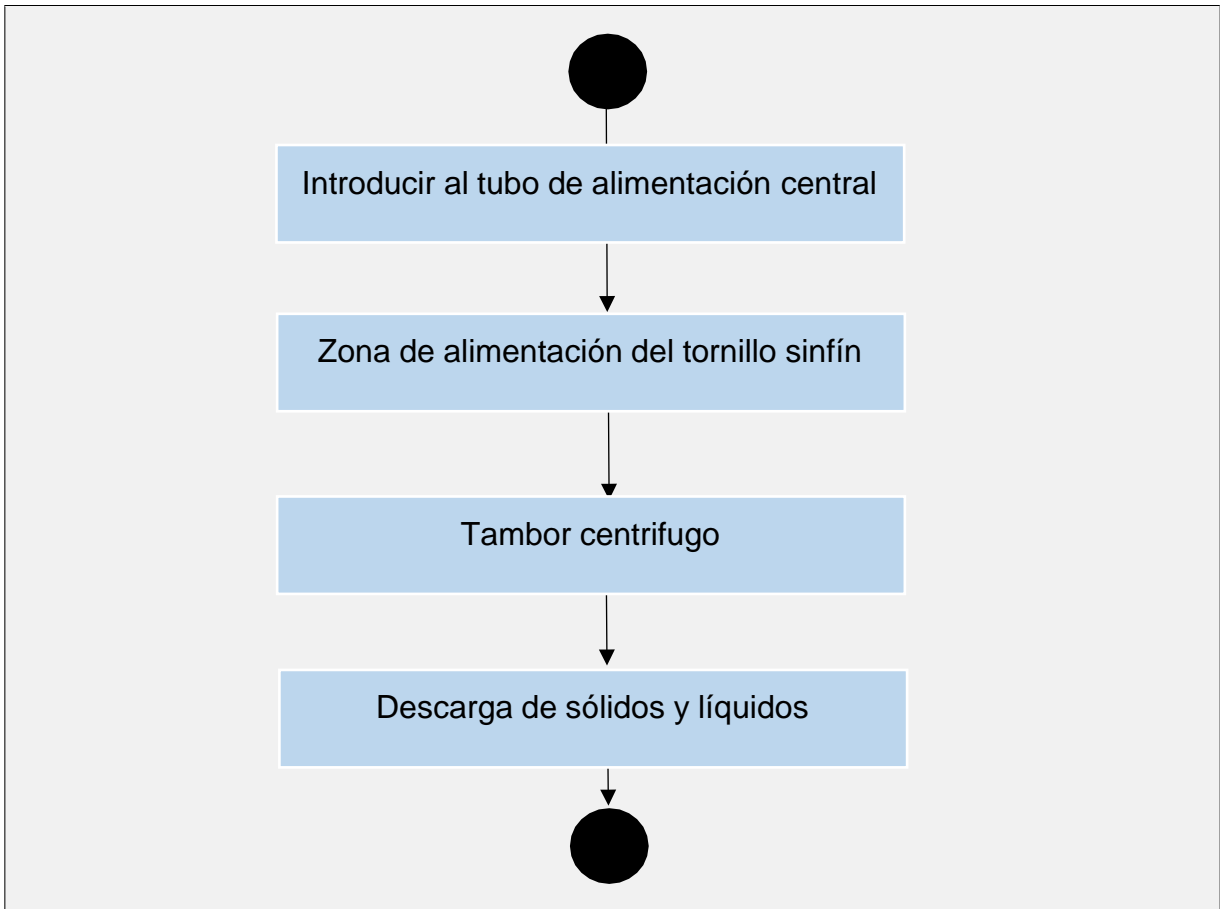 Introducir al tubo de alimentación central
Zona de alimentación del tornillo sinfín
Tambor centrifugo
Descarga de sólidos y líquidos